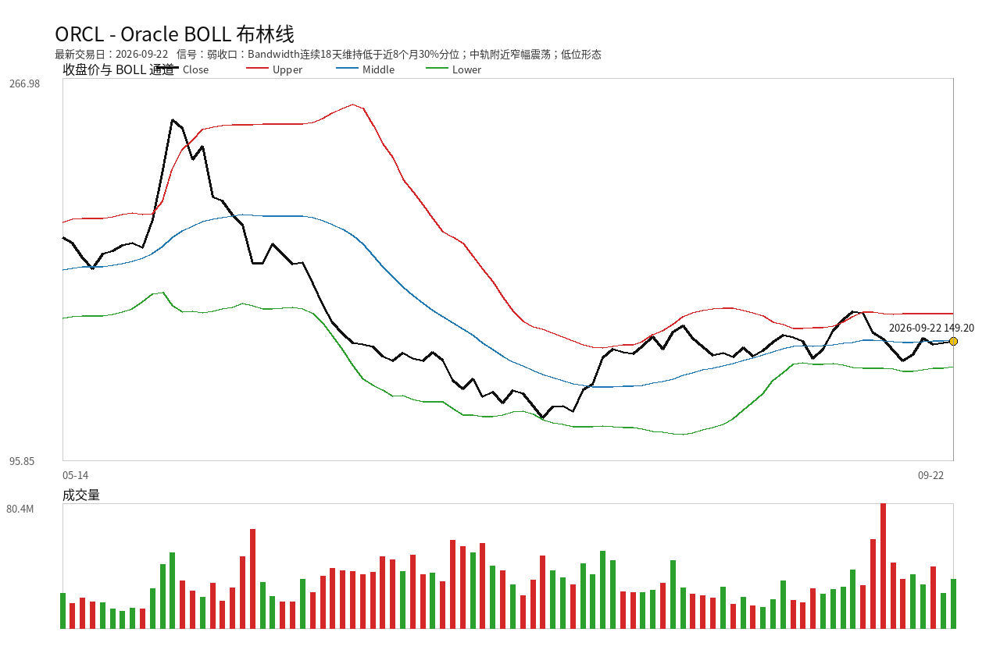 ORCL - Oracle BOLL 布林线
最新交易日：2026-09-22 信号：弱收口：Bandwidth连续18天维持低于近8个月30%分位；中轨附近窄幅震荡；低位形态
收盘价与 BOLL 通道 Close Upper Middle Lower
266.98
2026-09-22 149.20
95.85
05-14 09-22
成交量
80.4M